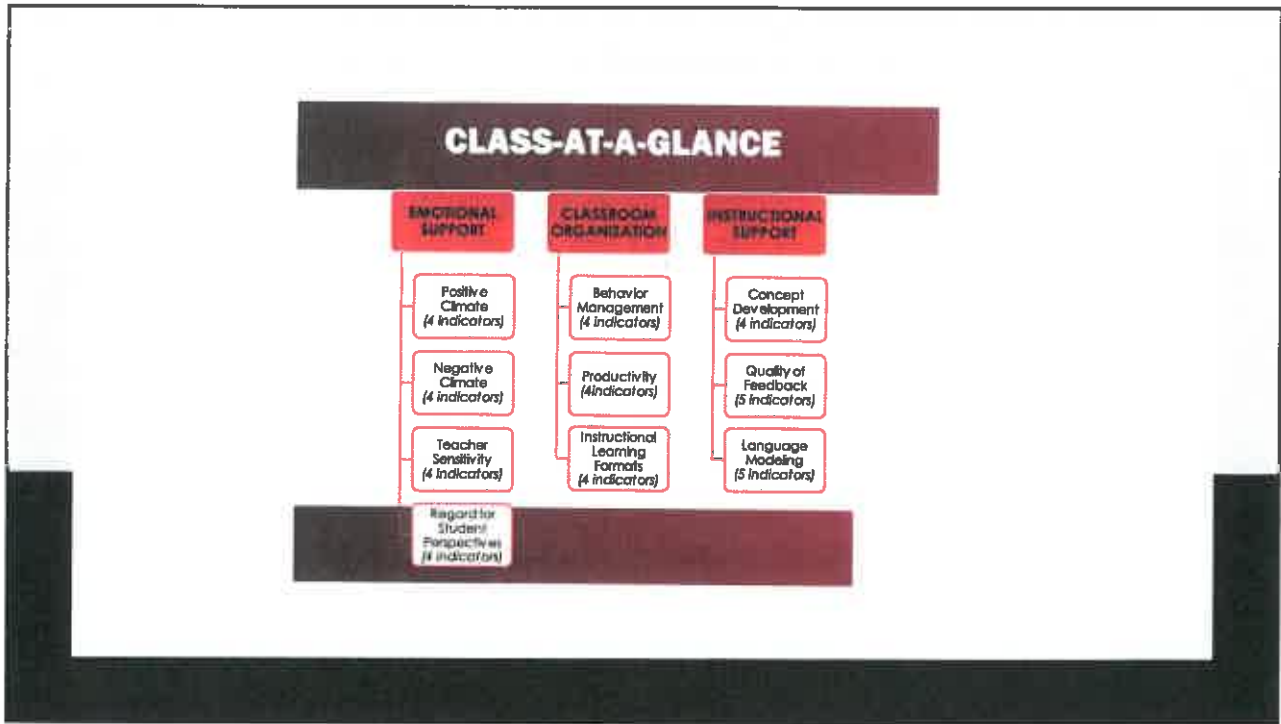 CLASS-AT-A-GLANCE
EMOTIONAL
SUPPORT
Positive
Climate
(4 indicators)
Negative
Climate
(4 indicators)
Teacher
Sensitivity
(4 indicators)
Regard for
Student
Perspectives
(4 indicators)
CLASSROOM
ORGANIZATION
Behavior
Management
(4 indicators)
Productivity
(4indicators)
Instructional
Learning
Formats
(4 indicators)
INSTRUCTIONAL
SUPPORT
Concept
Development
(4 indicators)
Quality of
Feedback
(5 indicators)
Language
Modeling
(5 indicators)